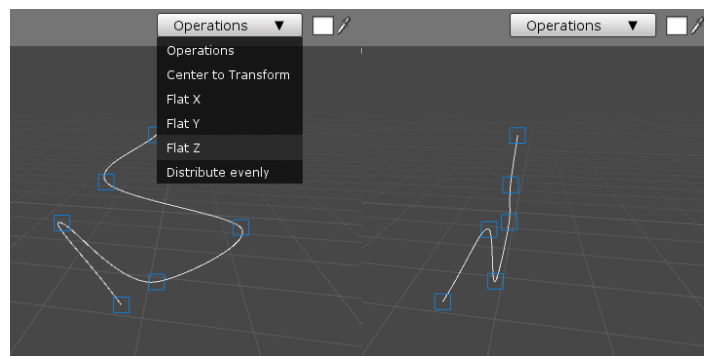 Operations ▼
Operations ▼
Operations
Center to Transform
Flat X
Flat Y
Flat Z
Distribute evenly